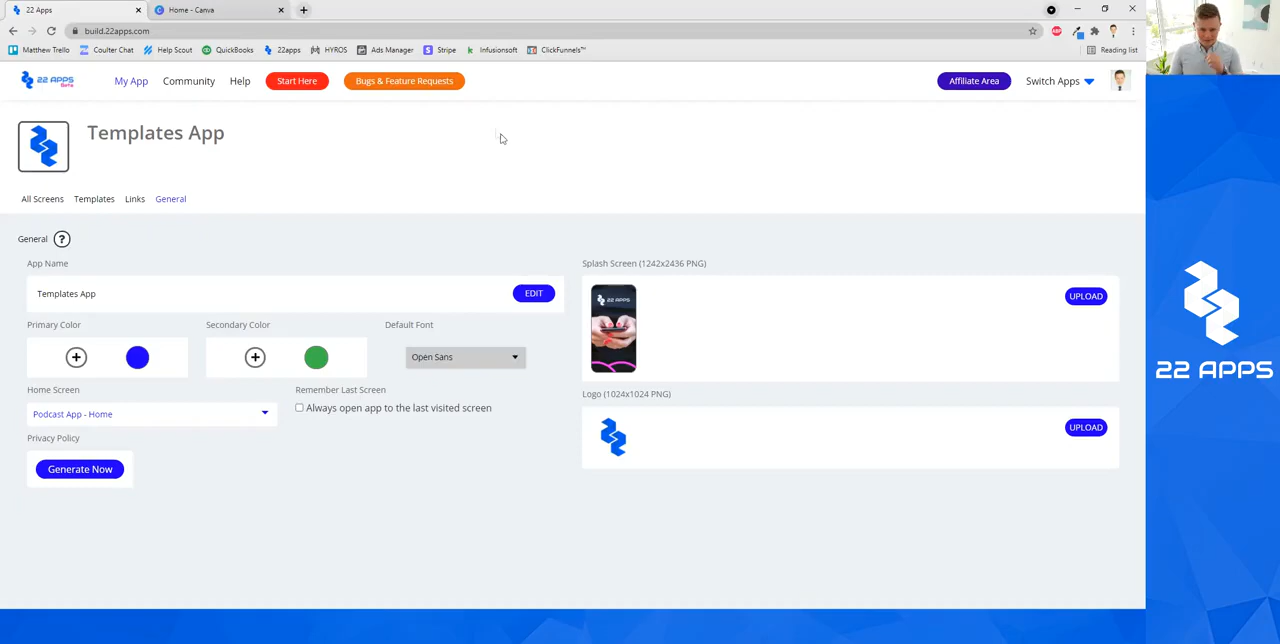 22 Apps
Home - Canva
build.22apps.com
Matthew Trello
Coulter Chat
Help Scout
QuickBooks
22apps
HYROS
Ads Manager
Stripe
Infusionsoft
ClickFunnels™
Reading list
22 APPS
Beta
My App
Community
Help
Start Here
Bugs & Feature Requests
Affiliate Area
Switch Apps
Templates App
All Screens
Templates
Links
General
General ?
App Name
Templates App
EDIT
Primary Color
Secondary Color
Default Font
Open Sans
Home Screen
Remember Last Screen
Podcast App - Home
Always open app to the last visited screen
Privacy Policy
Generate Now
Splash Screen (1242x2436 PNG)
22 APPS
UPLOAD
Logo (1024x1024 PNG)
UPLOAD
22 APPS